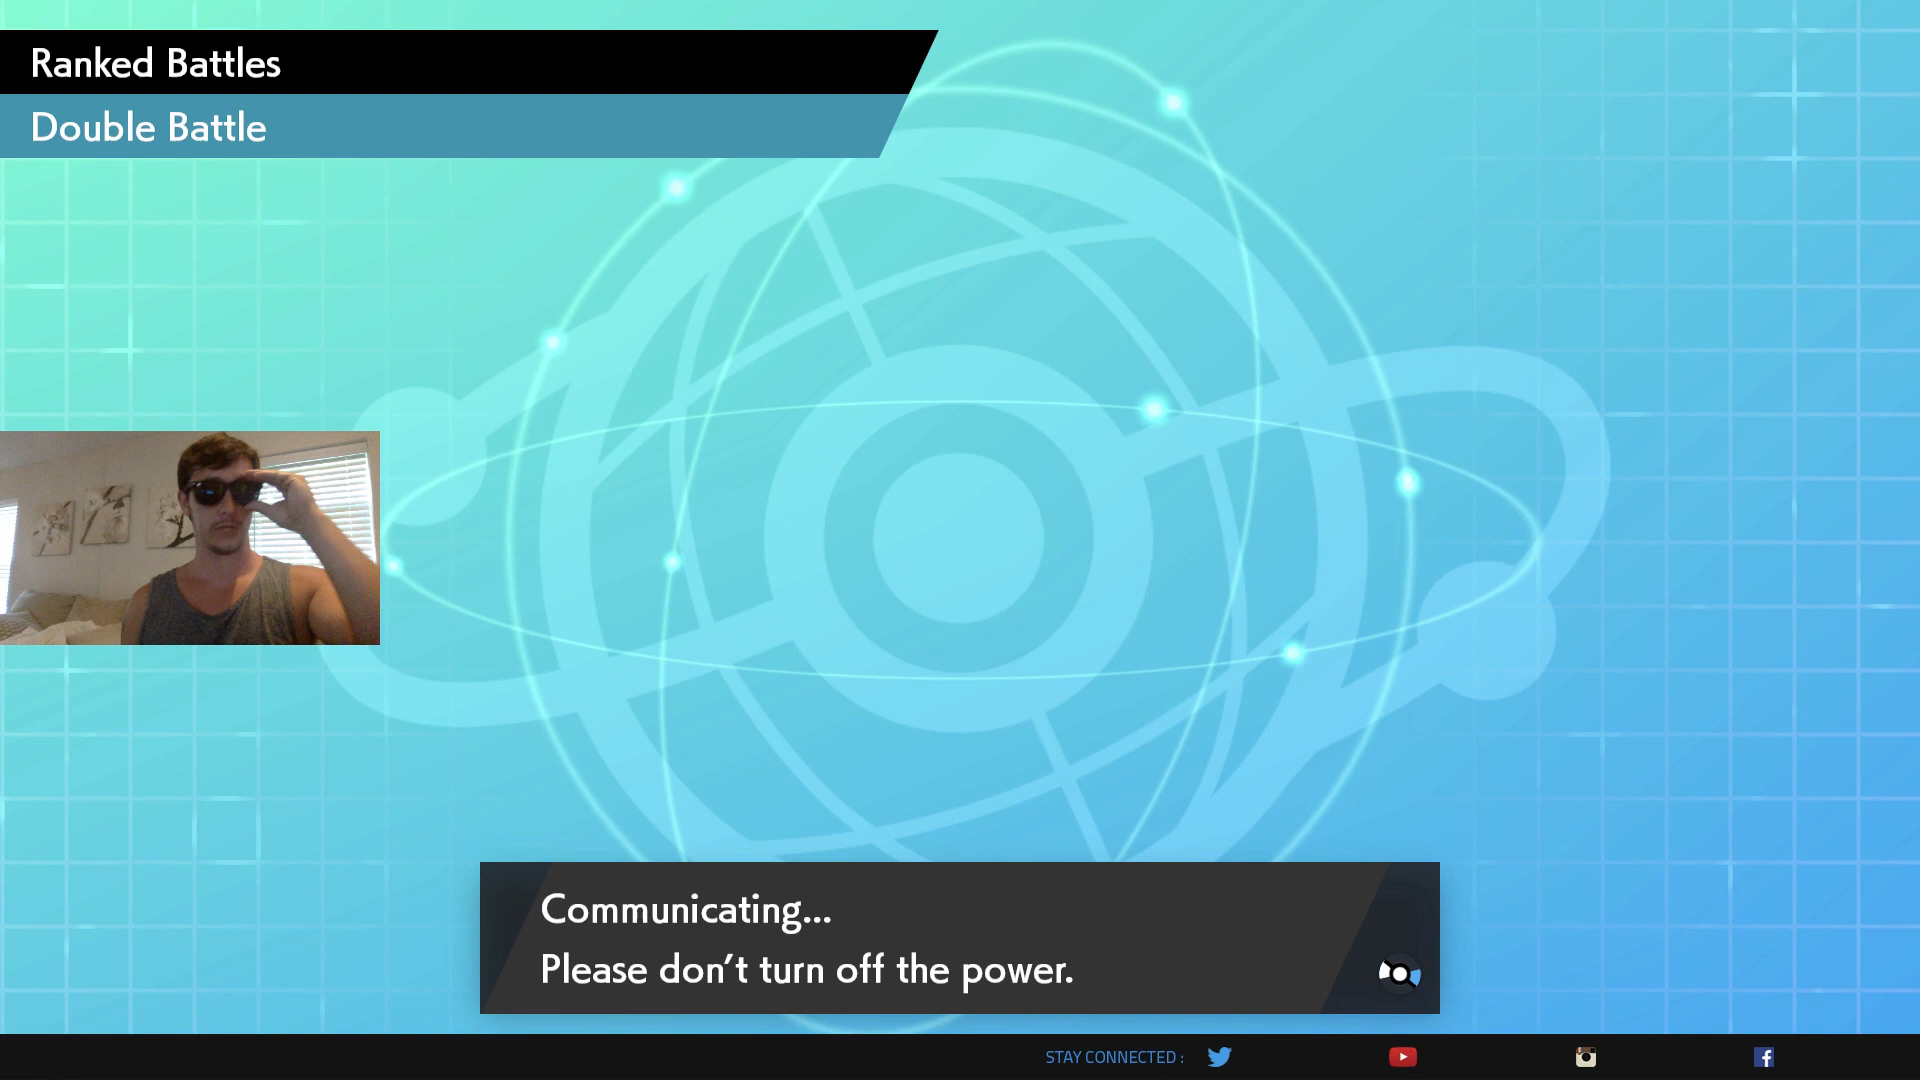 Ranked Battles
Double Battle
Communicating...
Please don't turn off the power.
STAY CONNECTED :